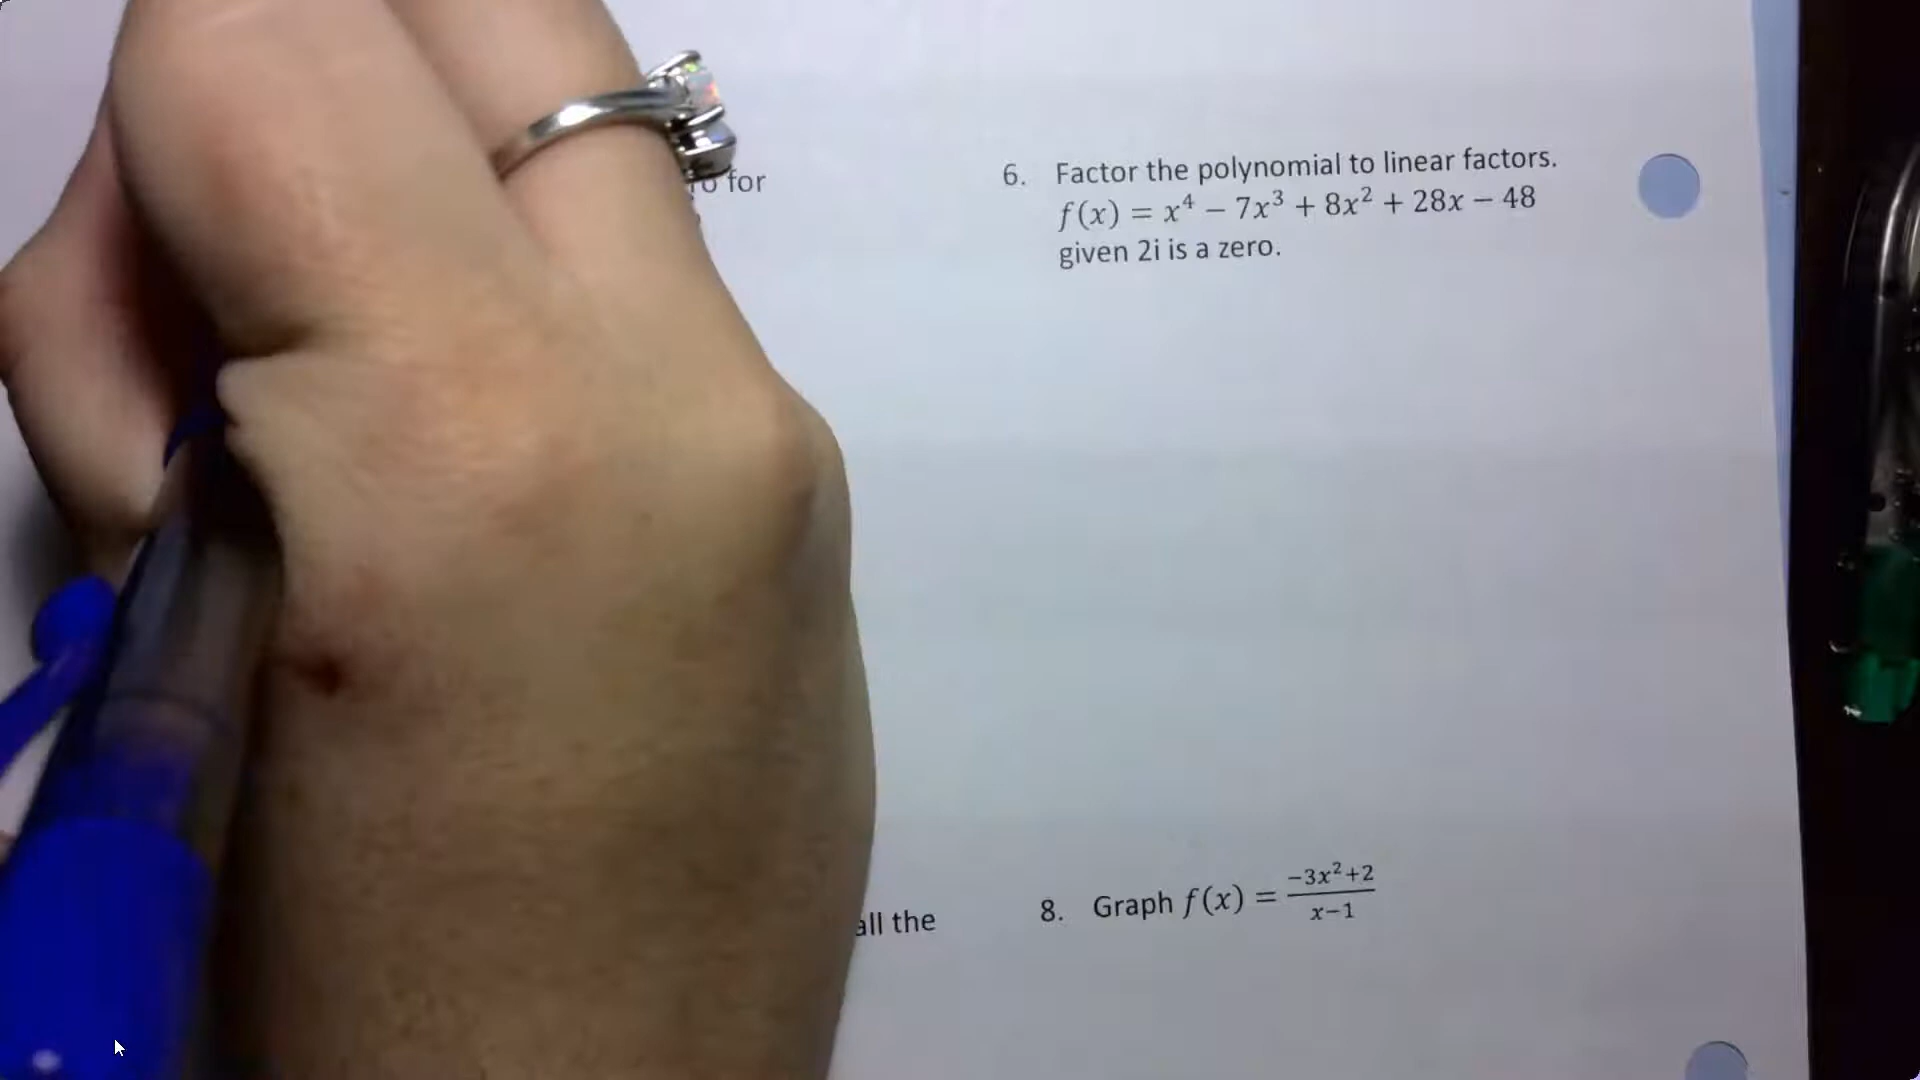 for
6. Factor the polynomial to linear factors.
f(x) = x⁴ − 7x³ + 8x² + 28x − 48
given 2i is a zero.
all the
8. Graph f(x) = \frac{-3x²+2}{x-1}